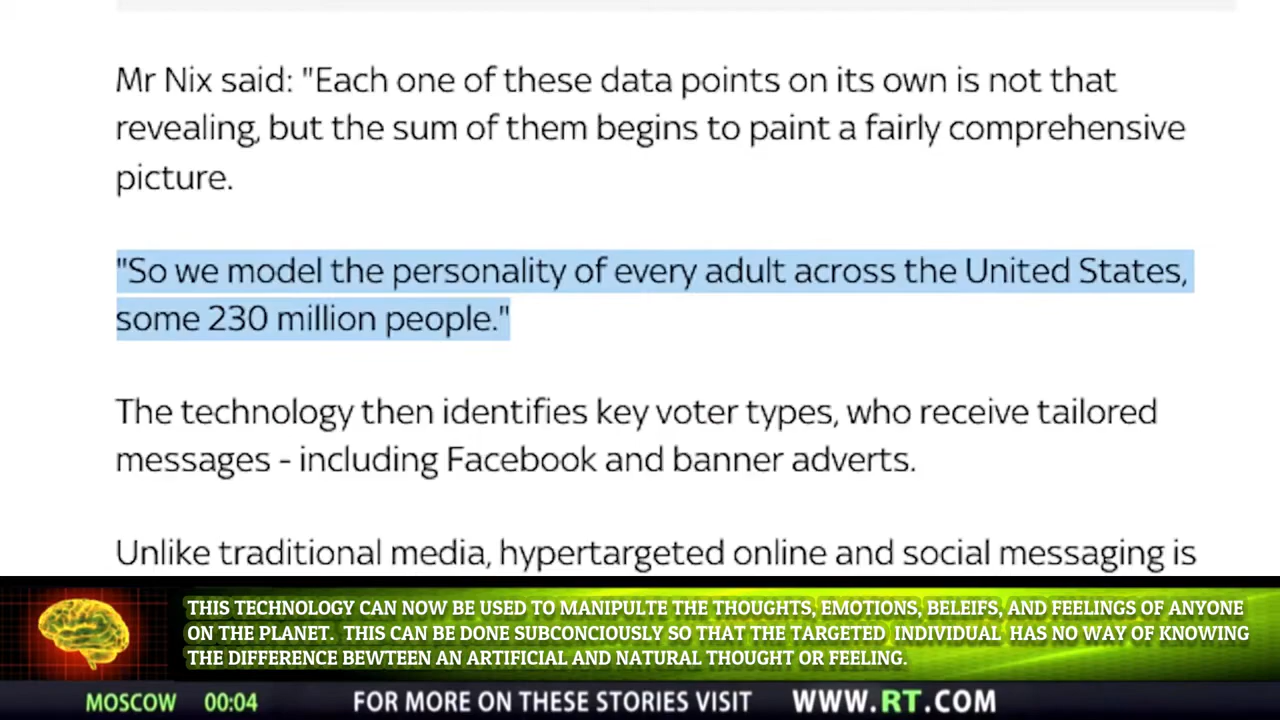 Mr Nix said: "Each one of these data points on its own is not that
revealing, but the sum of them begins to paint a fairly comprehensive
picture.
"So we model the personality of every adult across the United States,
some 230 million people."
The technology then identifies key voter types, who receive tailored
messages - including Facebook and banner adverts.
Unlike traditional media, hypertargeted online and social messaging is
THIS TECHNOLOGY CAN NOW BE USED TO MANIPULTE THE THOUGHTS, EMOTIONS, BELEIFS, AND FEELINGS OF ANYONE
ON THE PLANET. THIS CAN BE DONE SUBCONCIOUSLY SO THAT THE TARGETED INDIVIDUAL HAS NO WAY OF KNOWING
THE DIFFERENCE BEWTEEN AN ARTIFICIAL AND NATURAL THOUGHT OR FEELING.
MOSCOW 00:04 FOR MORE ON THESE STORIES VISIT WWW.RT.COM